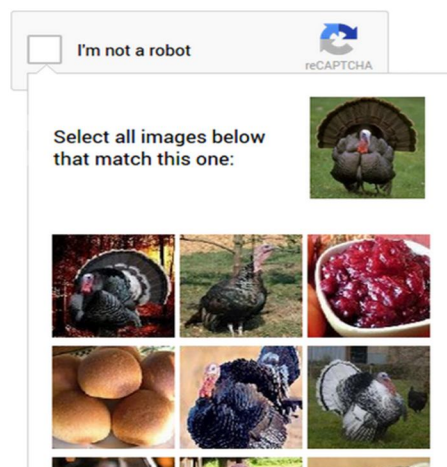 I'm not a robot
reCAPTCHA
Select all images below
that match this one: